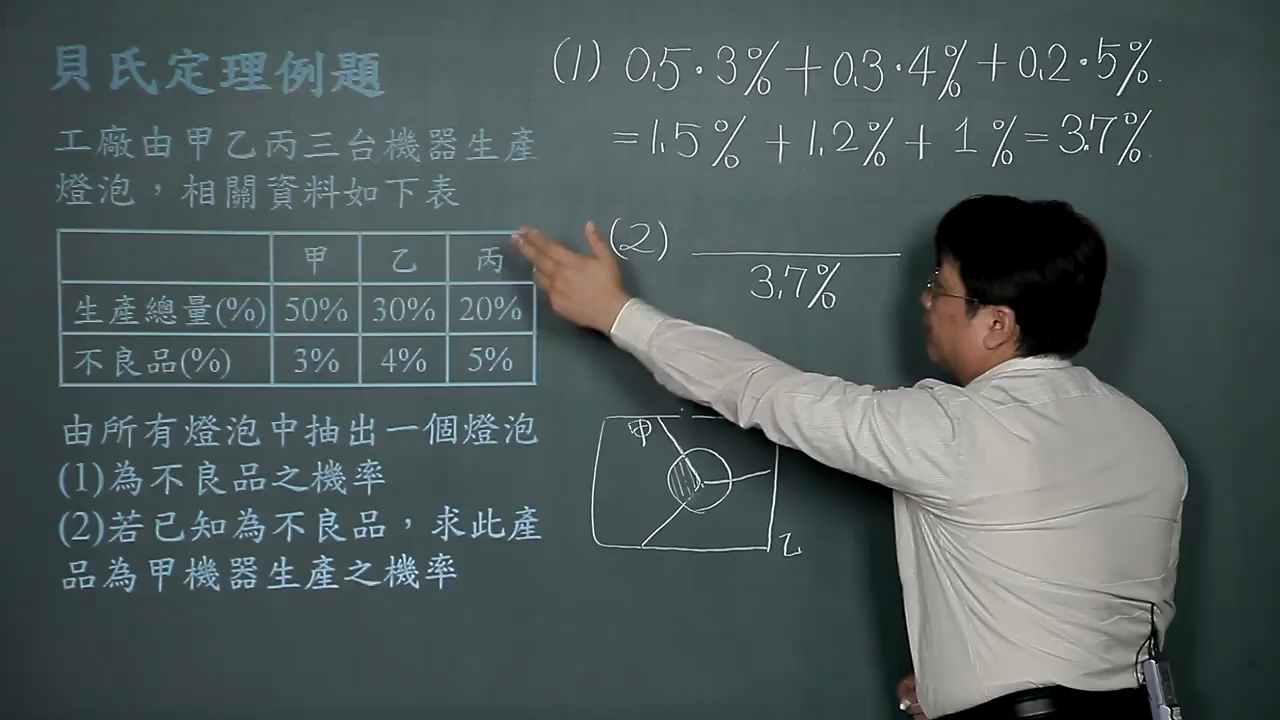 貝氏定理例題
工廠由甲乙丙三台機器生產
燈泡，相關資料如下表
甲 乙 丙
生產總量(%) 50% 30% 20%
不良品(%) 3% 4% 5%
由所有燈泡中抽出一個燈泡
(1)為不良品之機率
(2)若已知為不良品，求此產
品為甲機器生產之機率
(1) 0.5·3%+0.3·4%+0.2·5%
=1.5%+1.2%+1%=3.7%
(2)
3.7%
甲
乙